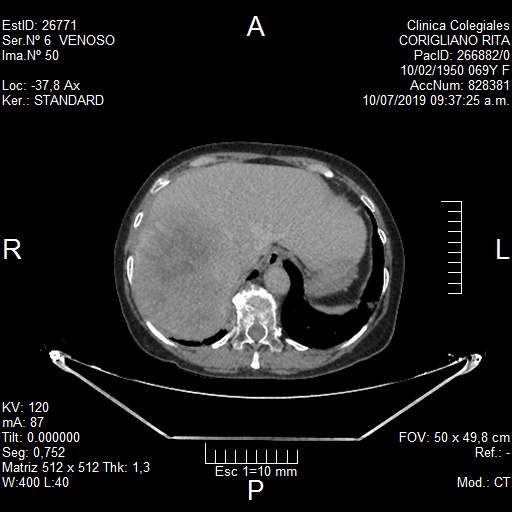 EstID: 26771
Ser.Nº 6 VENOSO
Ima.Nº 50
Loc: -37,8 Ax
Ker.: STANDARD
A
Clinica Colegiales
CORIGLIANO RITA
PacID: 266882/0
10/02/1950 069Y F
AccNum: 828381
10/07/2019 09:37:25 a.m.
R
L
KV: 120
mA: 87
Tilt: 0.000000
Seg: 0,752
Matriz 512 x 512 Thk: 1,3
W:400 L:40
Esc 1=10 mm
P
FOV: 50 x 49,8 cm
Ref.: -
Mod.: CT